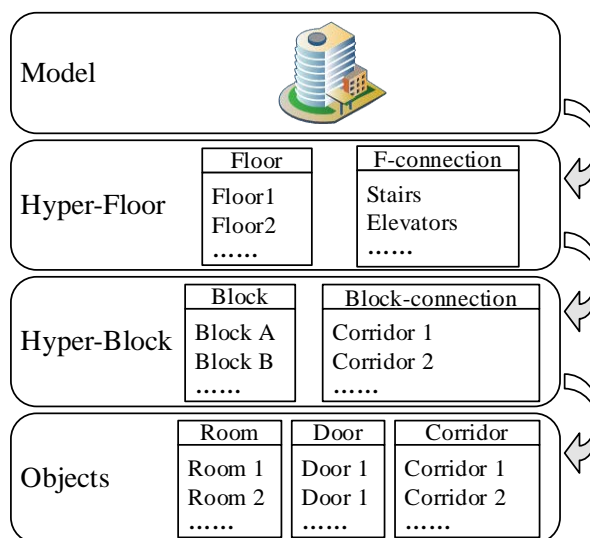 Model
Hyper-Floor
Floor
Floor1
Floor2
......
F-connection
Stairs
Elevators
......
Hyper-Block
Block
Block A
Block B
......
Block-connection
Corridor 1
Corridor 2
......
Objects
Room
Room 1
Room 2
......
Door
Door 1
Door 1
......
Corridor
Corridor 1
Corridor 2
......